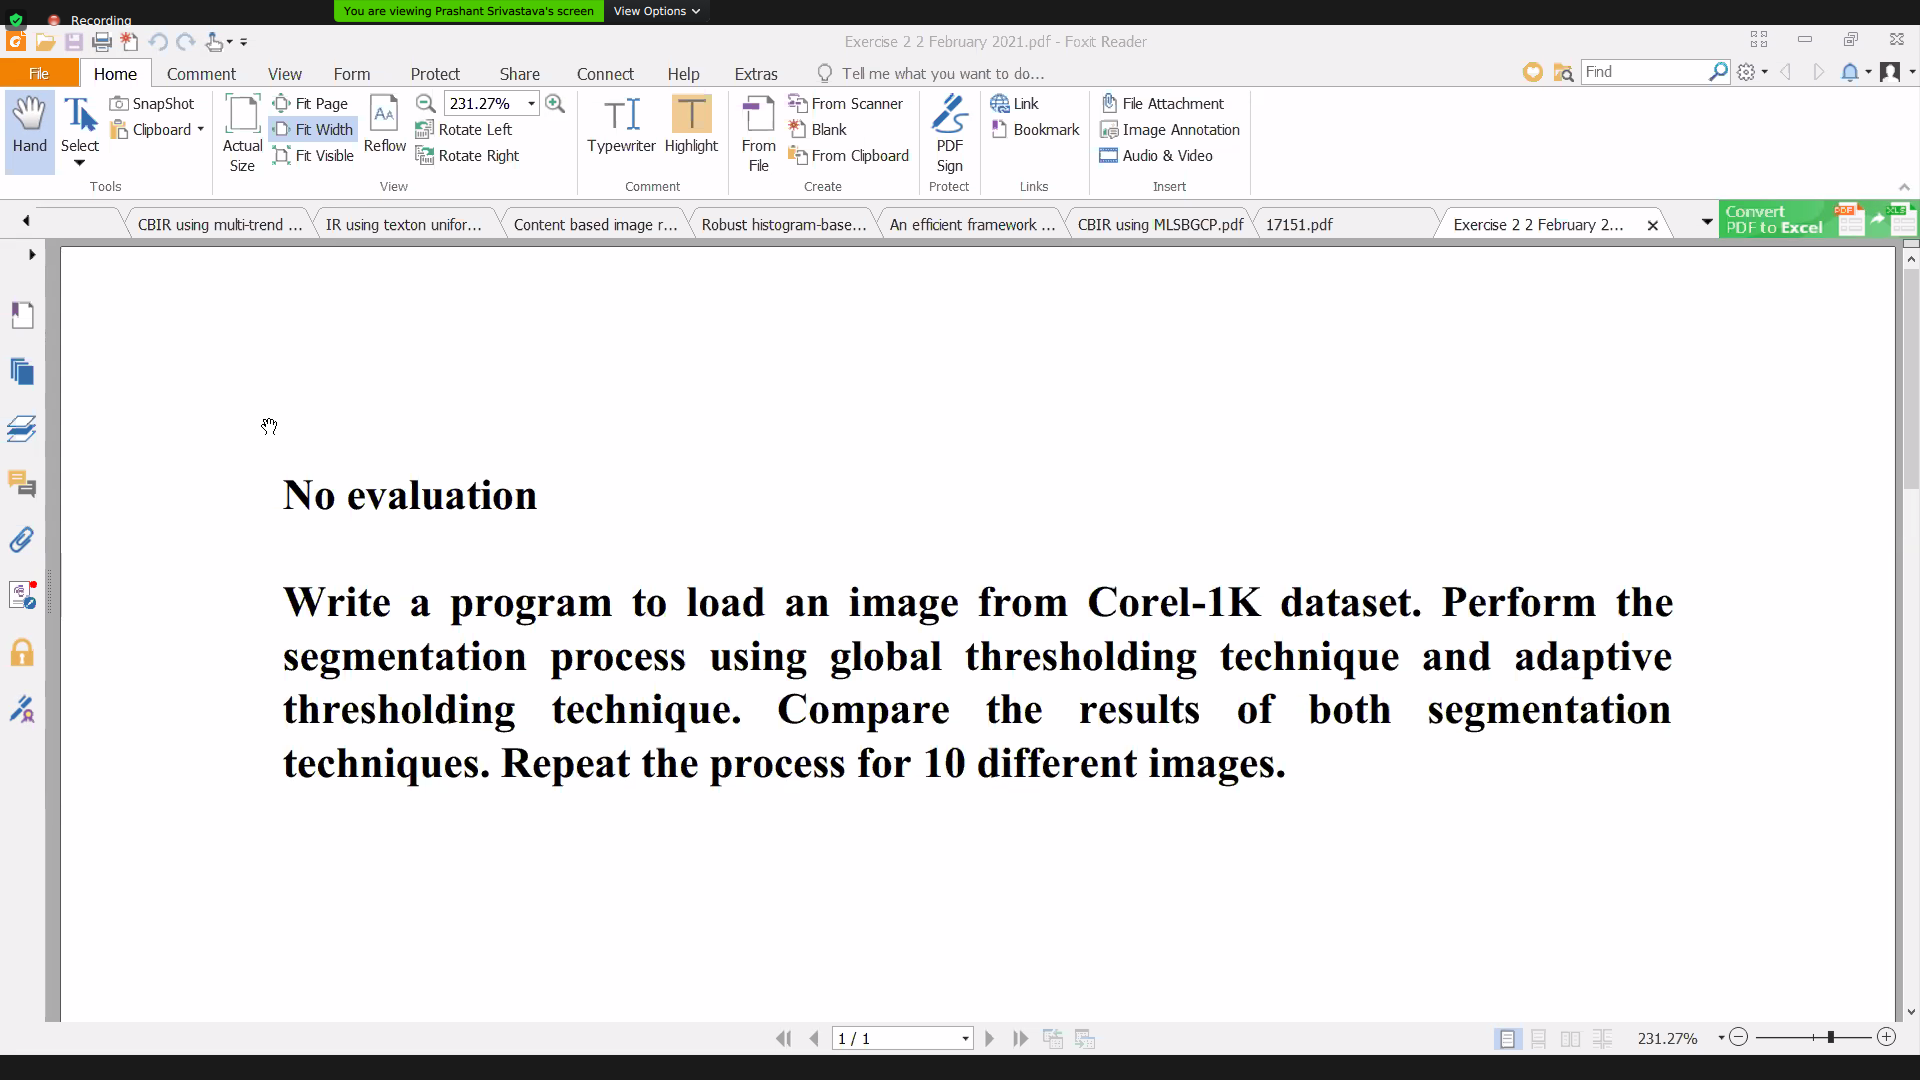 Recording
You are viewing Prashant Srivastava's screen
View Options
Exercise 2 2 February 2021.pdf - Foxit Reader
File
Home
Comment
View
Form
Protect
Share
Connect
Help
Extras
Tell me what you want to do...
Find
Hand
Select
SnapShot
Clipboard
Tools
Actual
Size
Fit Page
Fit Width
Fit Visible
Reflow
231.27%
Rotate Left
Rotate Right
View
Typewriter
Highlight
Comment
From
File
From Scanner
Blank
From Clipboard
Create
PDF
Sign
Protect
Link
Bookmark
Links
File Attachment
Image Annotation
Audio & Video
Insert
CBIR using multi-trend ...
IR using texton unifor...
Content based image r...
Robust histogram-base...
An efficient framework ...
CBIR using MLSBGCP.pdf
17151.pdf
Exercise 2 2 February 2...
Convert
PDF to Excel
No evaluation
Write a program to load an image from Corel-1K dataset. Perform the
segmentation process using global thresholding technique and adaptive
thresholding technique. Compare the results of both segmentation
techniques. Repeat the process for 10 different images.
1 / 1
231.27%